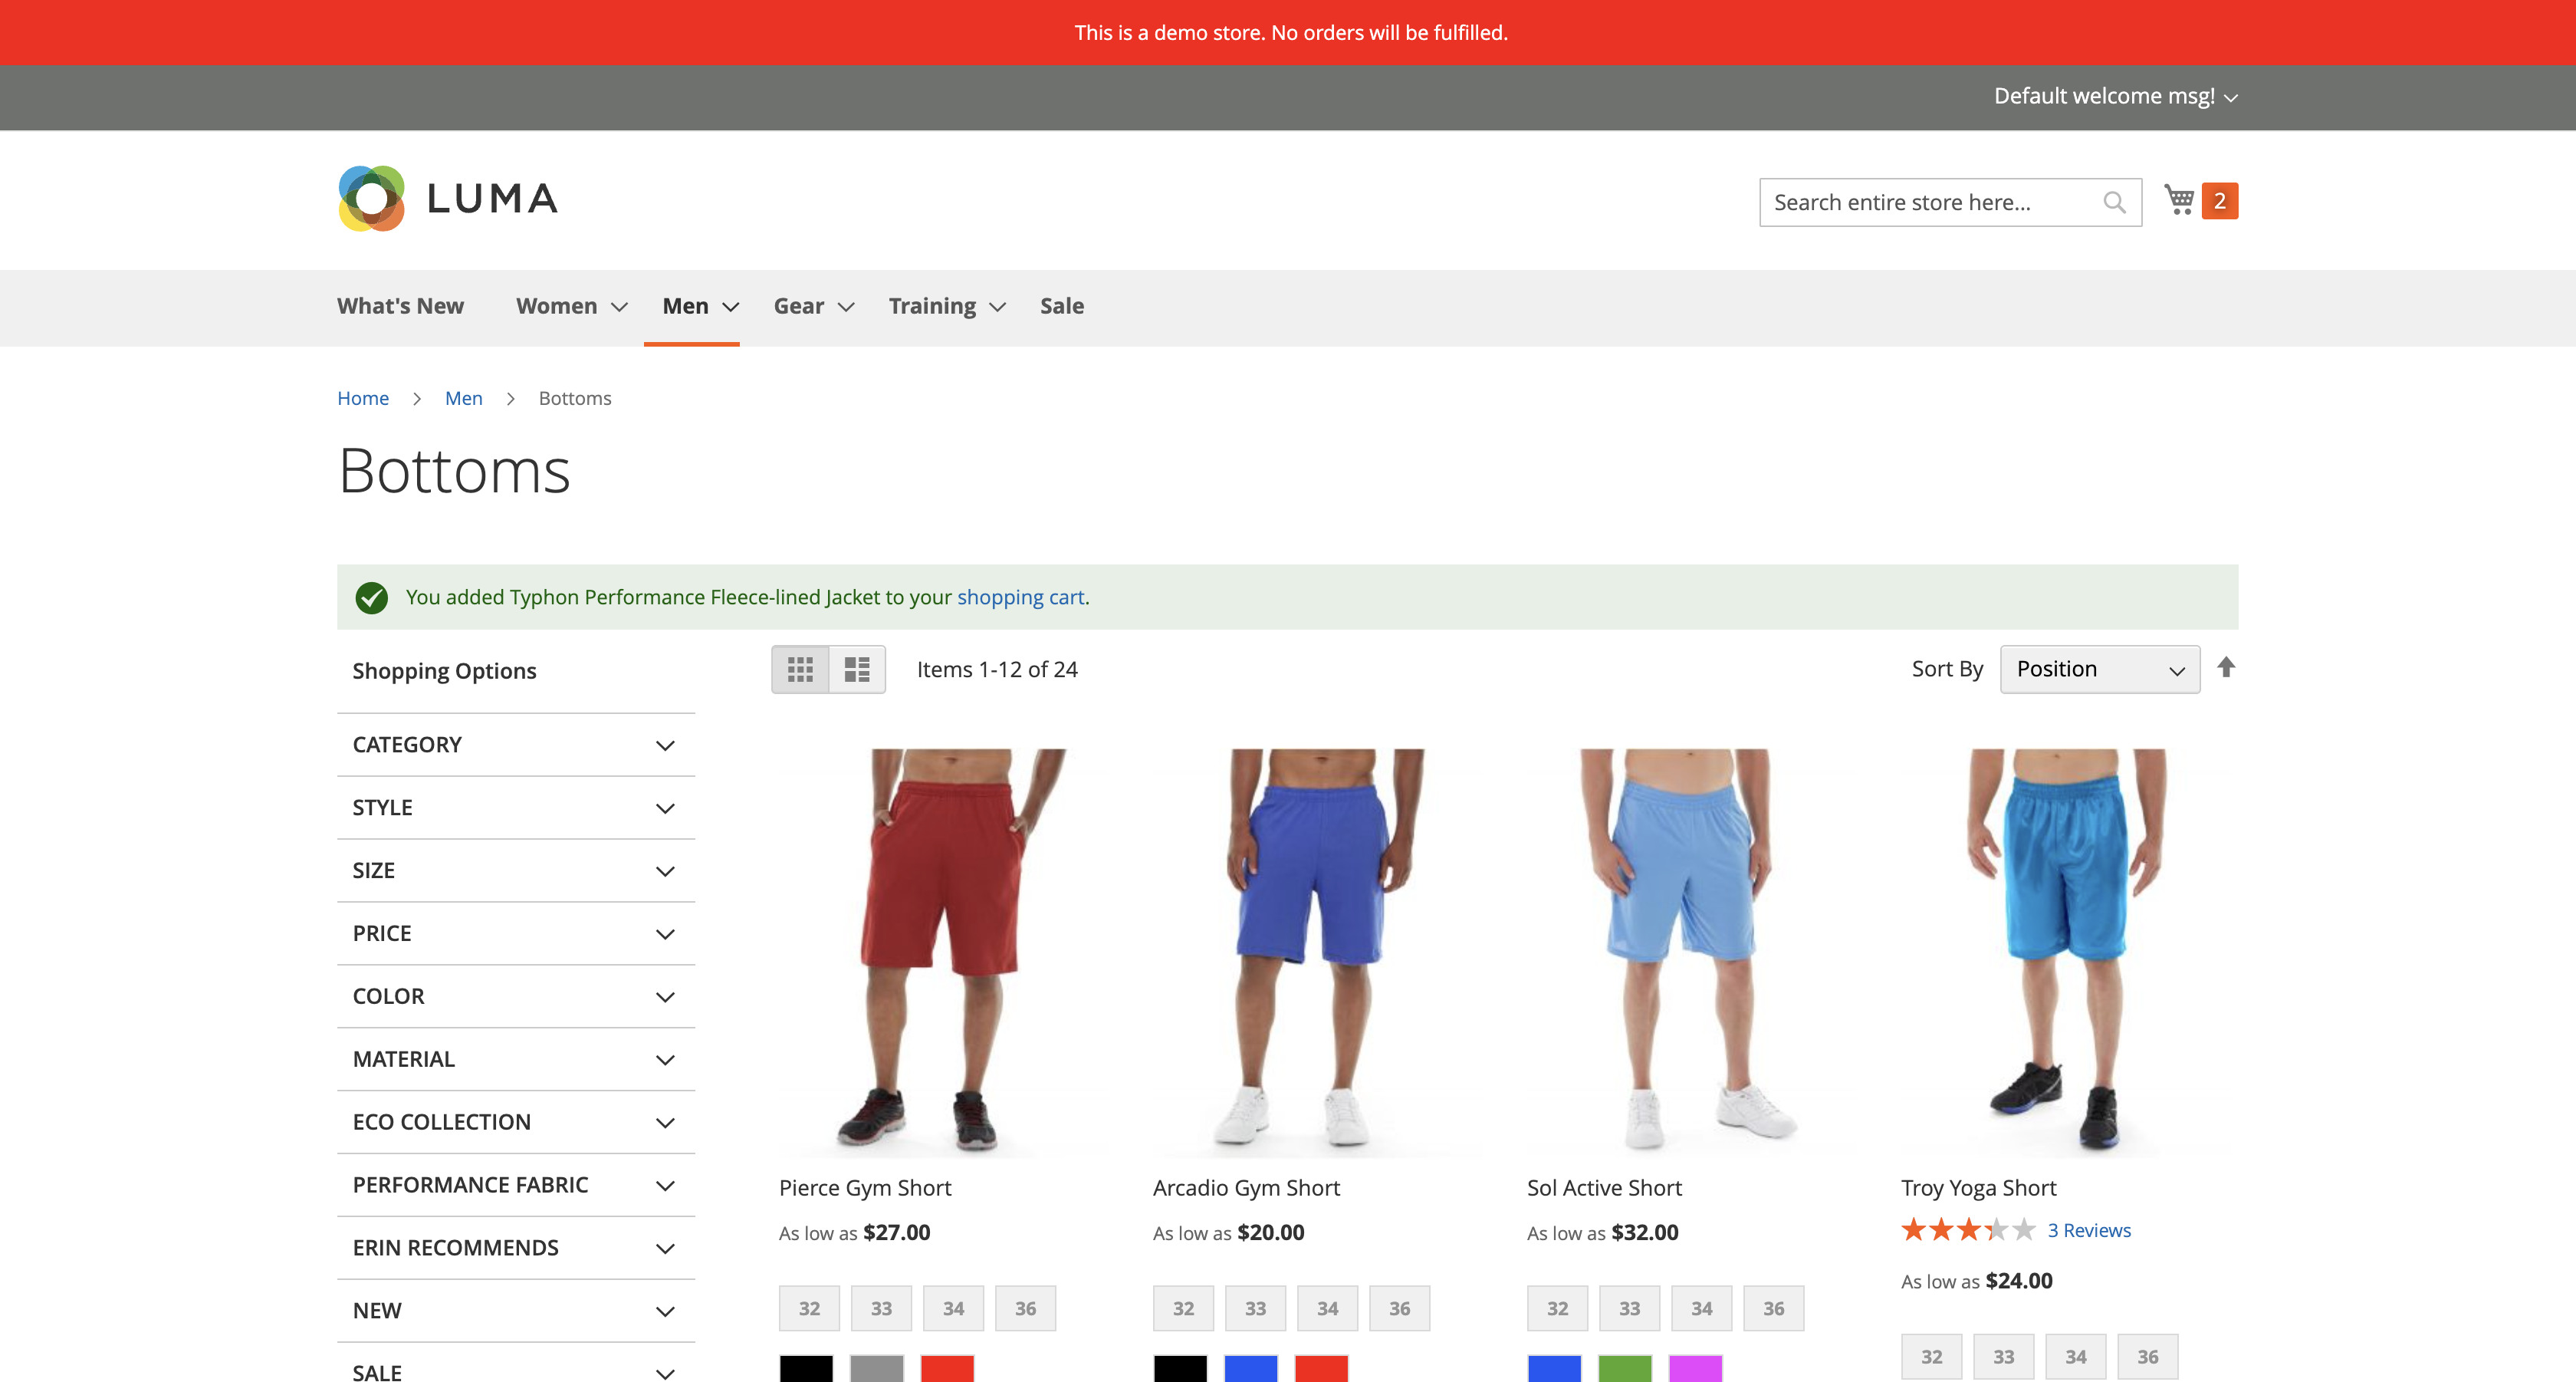 This is a demo store. No orders will be fulfilled.
Default welcome msg!
LUMA
Search entire store here...
2
What's New Women Men Gear Training Sale
Home > Men > Bottoms
Bottoms
You added Typhon Performance Fleece-lined Jacket to your shopping cart.
Shopping Options
CATEGORY
STYLE
SIZE
PRICE
COLOR
MATERIAL
ECO COLLECTION
PERFORMANCE FABRIC
ERIN RECOMMENDS
NEW
SALE
Items 1-12 of 24
Sort By Position
Pierce Gym Short
As low as $27.00
32 33 34 36
Arcadio Gym Short
As low as $20.00
32 33 34 36
Sol Active Short
As low as $32.00
32 33 34 36
Troy Yoga Short
3 Reviews
As low as $24.00
32 33 34 36